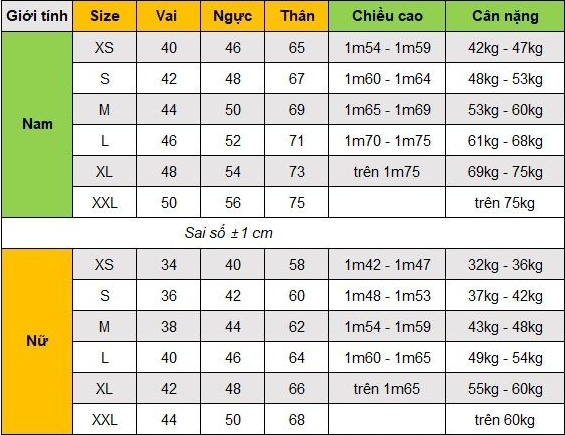 Giới tính Size Vai Ngực Thân Chiều cao Cân nặng
XS 40 46 65 1m54 - 1m59 42kg - 47kg
S 42 48 67 1m60 - 1m64 48kg - 53kg
M 44 50 69 1m65 - 1m69 53kg - 60kg
Nam
L 46 52 71 1m70 - 1m75 61kg - 68kg
XL 48 54 73 trên 1m75 69kg - 75kg
XXL 50 56 75 trên 75kg
Sai số ±1 cm
XS 34 40 58 1m42 - 1m47 32kg - 36kg
S 36 42 60 1m48 - 1m53 37kg - 42kg
M 38 44 62 1m54 - 1m59 43kg - 48kg
Nữ
L 40 46 64 1m60 - 1m65 49kg - 54kg
XL 42 48 66 trên 1m65 55kg - 60kg
XXL 44 50 68 trên 60kg